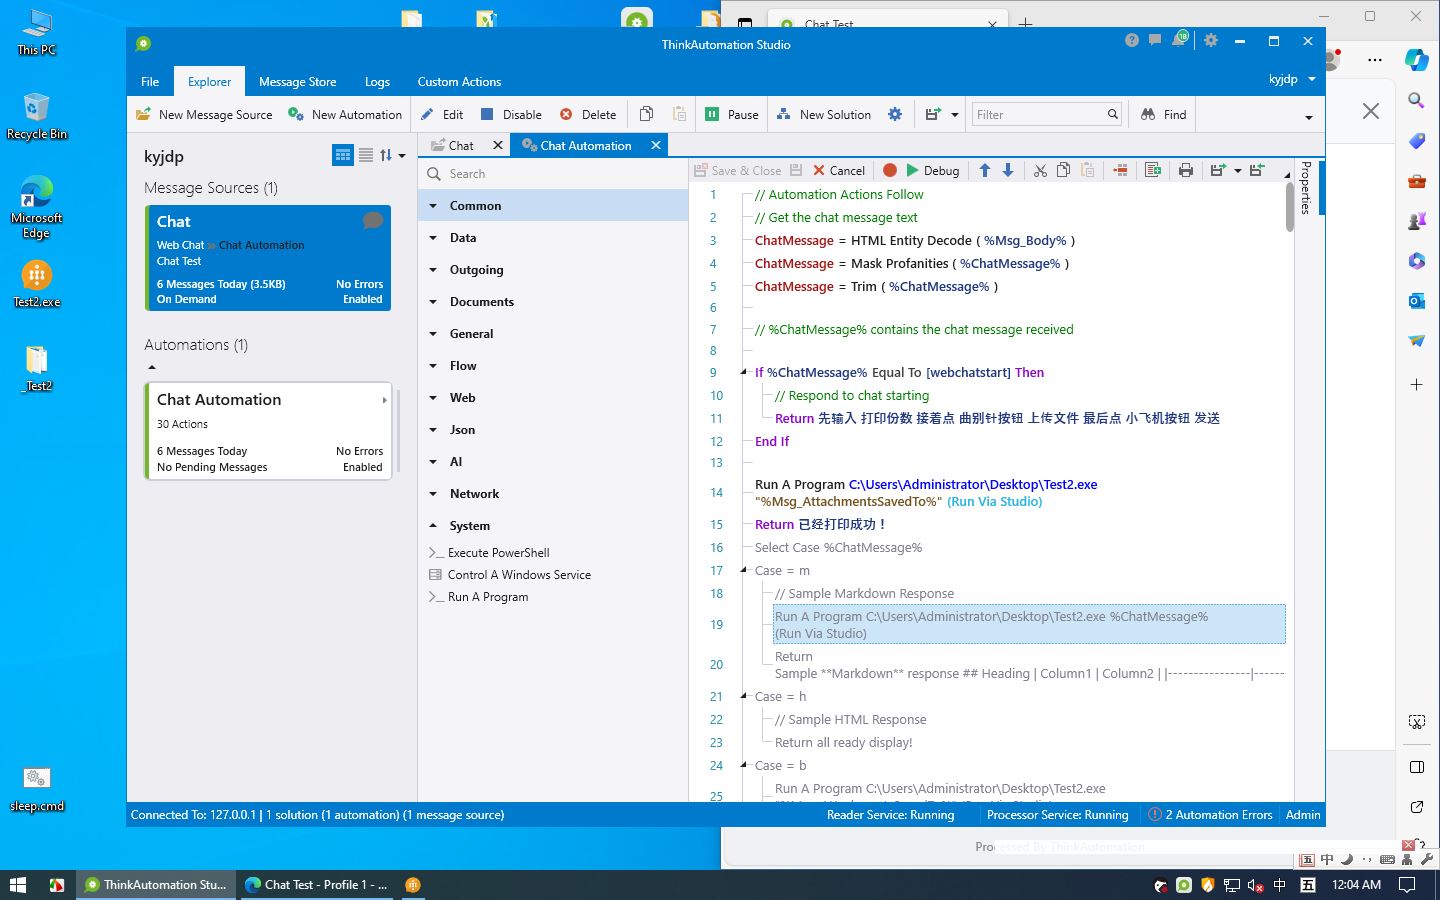 This PC
Recycle Bin
Microsoft
Edge
Test2.exe
_Test2
sleep.cmd
Chat Test
ThinkAutomation Studio
18
File
Explorer
Message Store
Logs
Custom Actions
kyjdp
New Message Source
New Automation
Edit
Disable
Delete
Pause
New Solution
Filter
Find
kyjdp
Message Sources (1)
Chat
Web Chat » Chat Automation
Chat Test
6 Messages Today (3.5KB) No Errors
On Demand Enabled
Automations (1)
Chat Automation
30 Actions
6 Messages Today No Errors
No Pending Messages Enabled
Chat
Chat Automation
Search
Common
Data
Outgoing
Documents
General
Flow
Web
Json
AI
Network
System
Execute PowerShell
Control A Windows Service
Run A Program
Save & Close
Cancel
Debug
Properties
1 // Automation Actions Follow
2 // Get the chat message text
3 ChatMessage = HTML Entity Decode ( %Msg_Body% )
4 ChatMessage = Mask Profanities ( %ChatMessage% )
5 ChatMessage = Trim ( %ChatMessage% )
6
7 // %ChatMessage% contains the chat message received
8
9 If %ChatMessage% Equal To [webchatstart] Then
10 // Respond to chat starting
11 Return 先输入 打印份数 接着点 曲别针按钮 上传文件 最后点 小飞机按钮 发送
12 End If
13
14 Run A Program C:\Users\Administrator\Desktop\Test2.exe
"%Msg_AttachmentsSavedTo%" (Run Via Studio)
15 Return 已经打印成功！
16 Select Case %ChatMessage%
17 Case = m
18 // Sample Markdown Response
19 Run A Program C:\Users\Administrator\Desktop\Test2.exe %ChatMessage%
(Run Via Studio)
20 Return
Sample **Markdown** response ## Heading | Column1 | Column2 | |----------------|------
21 Case = h
22 // Sample HTML Response
23 Return all ready display!
24 Case = b
25 Run A Program C:\Users\Administrator\Desktop\Test2.exe
Connected To: 127.0.0.1 | 1 solution (1 automation) (1 message source)
Reader Service: Running
Processor Service: Running
2 Automation Errors
Admin
Processed By ThinkAutomation
五 中
ThinkAutomation Stu...
Chat Test - Profile 1 - ...
中
五
12:04 AM